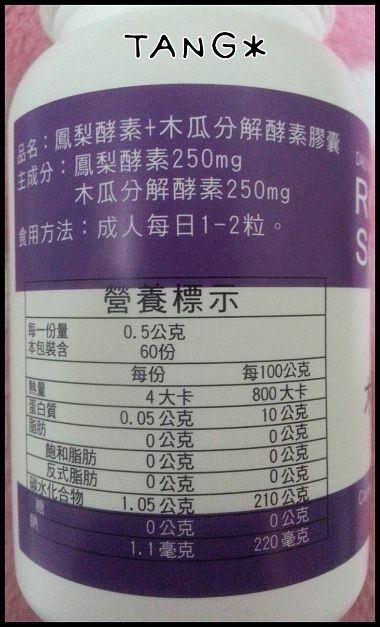 TANG*
品名：鳳梨酵素+木瓜分解酵素膠囊
主成分：鳳梨酵素250mg
木瓜分解酵素250mg
食用方法：成人每日1-2粒。
營養標示
每一份量 0.5公克
本包裝含 60份
每份 每100公克
熱量 4大卡 800大卡
蛋白質 0.05公克 10公克
脂肪 0公克 0公克
飽和脂肪 0公克 0公克
反式脂肪 0公克 0公克
碳水化合物 1.05公克 210公克
糖 0公克 0公克
鈉 1.1毫克 220毫克